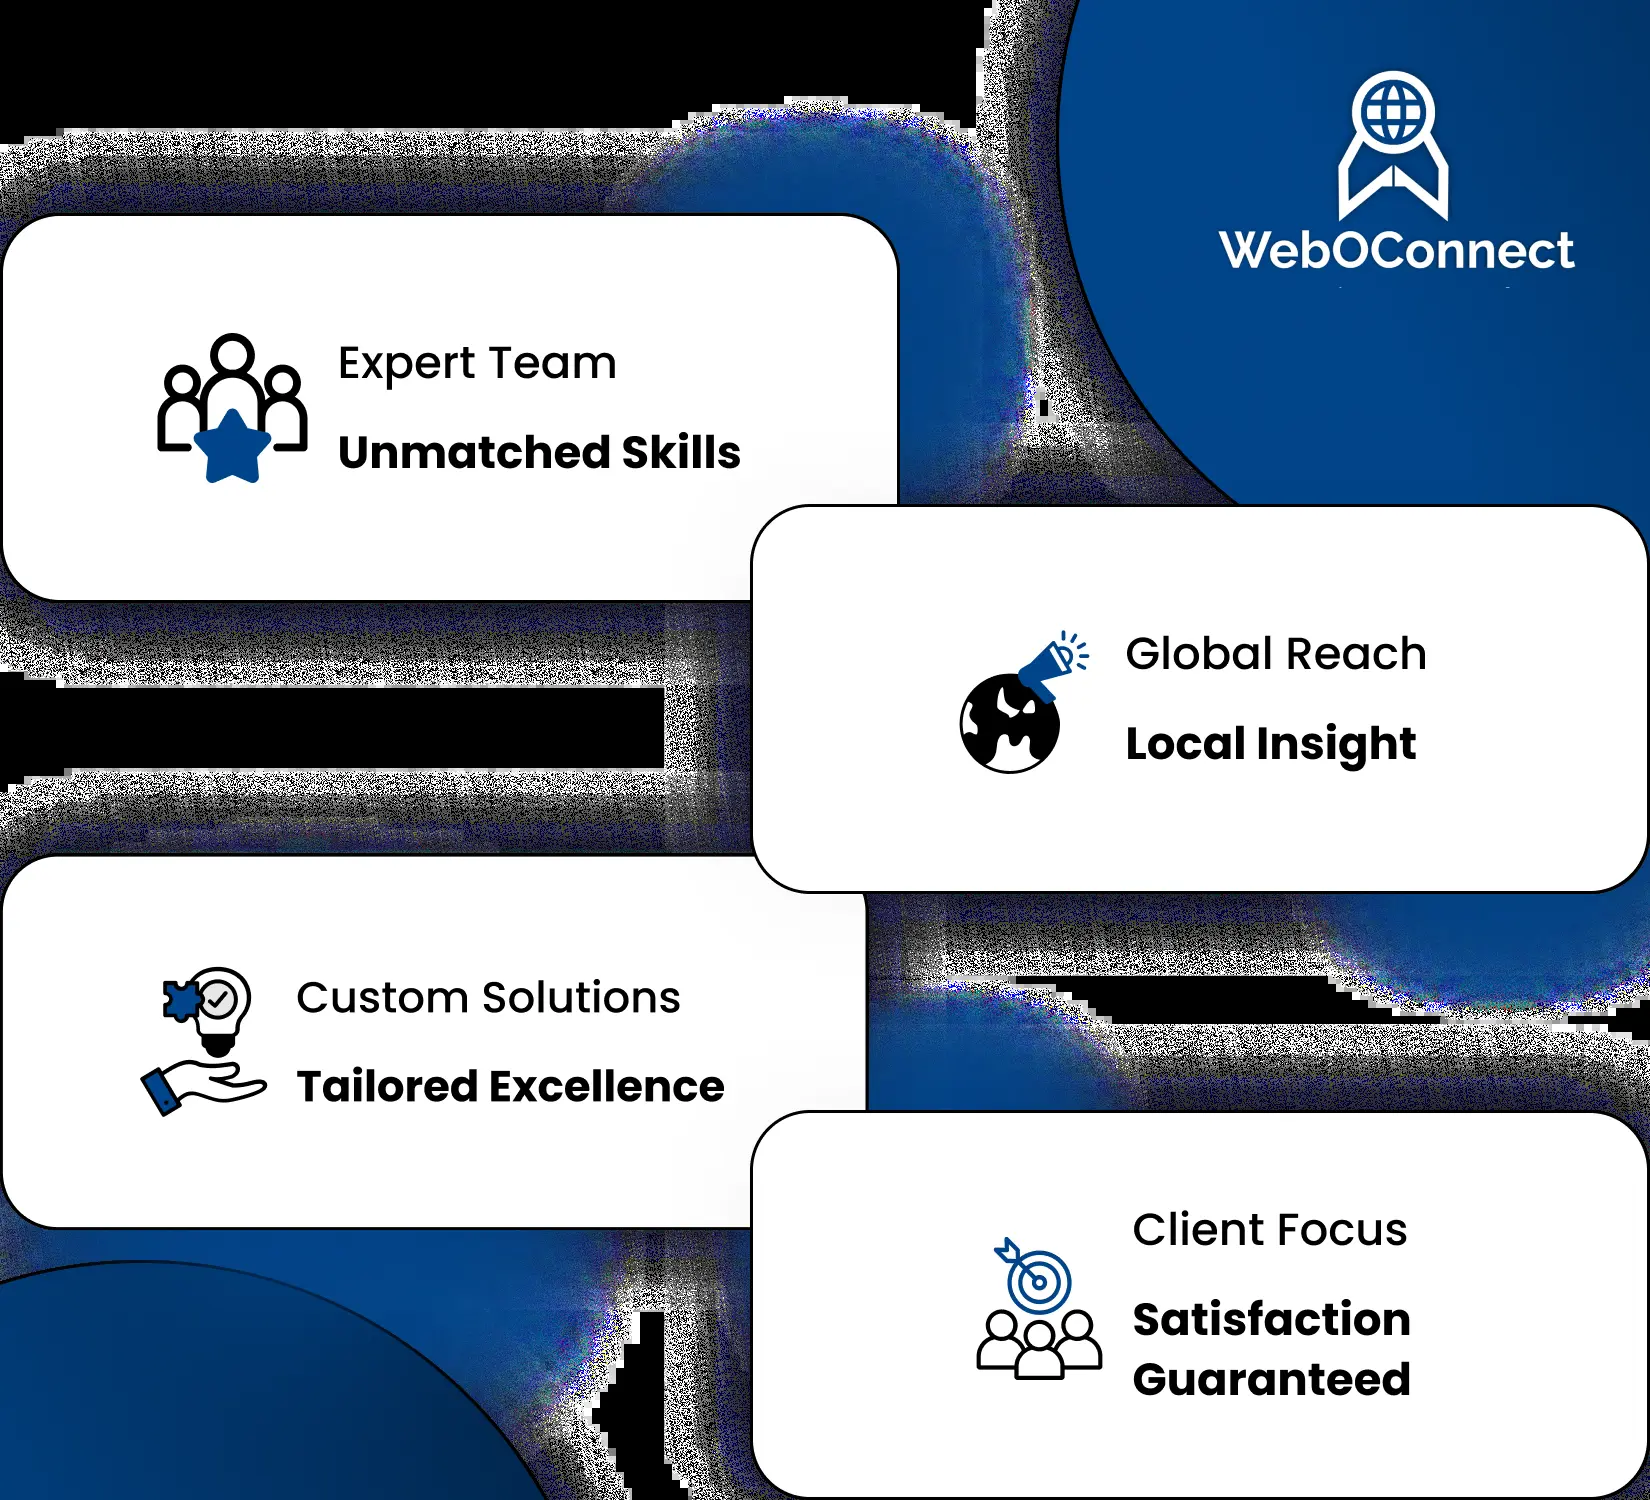 WebOConnect
Expert Team
Unmatched Skills
Global Reach
Local Insight
Custom Solutions
Tailored Excellence
Client Focus
Satisfaction
Guaranteed